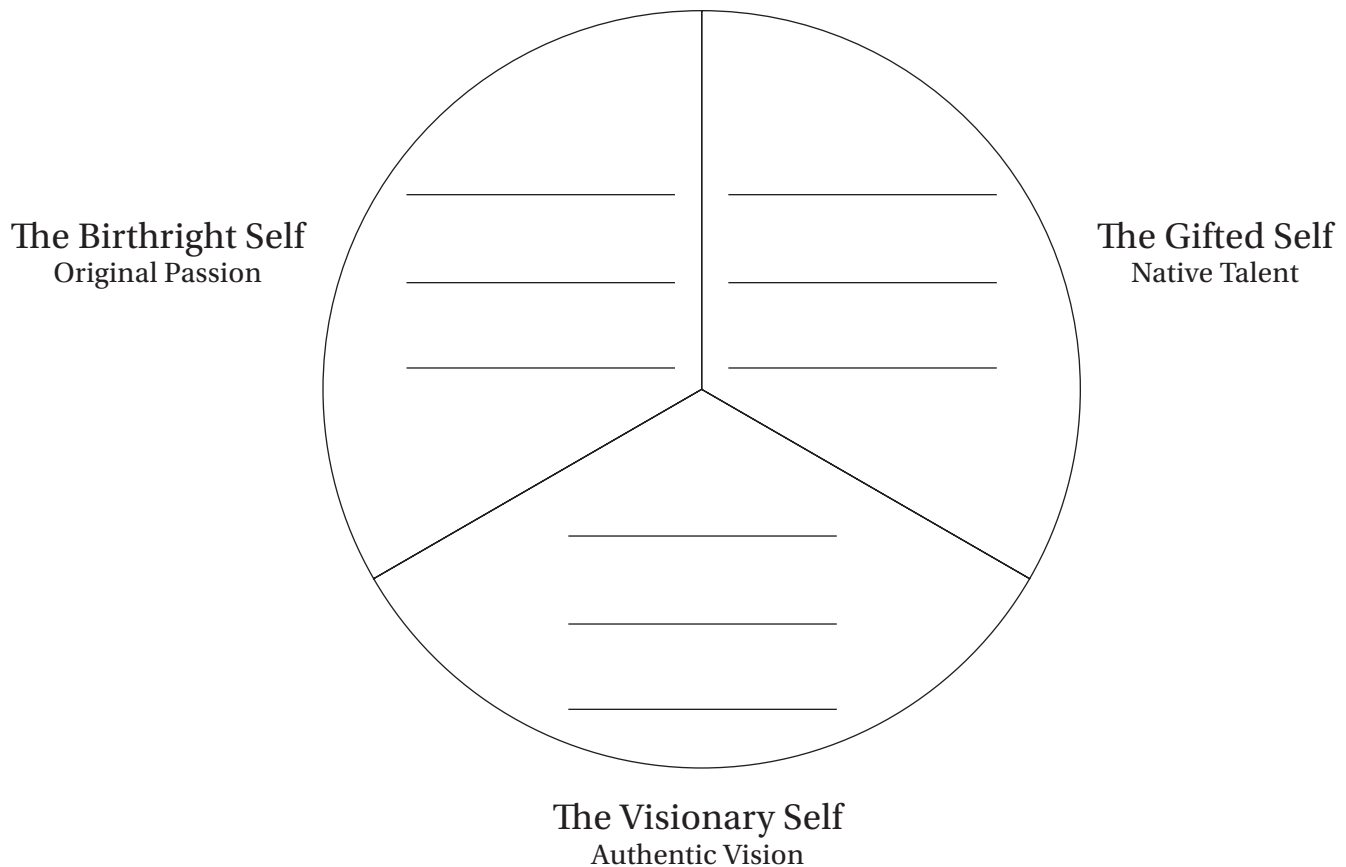 The Birthright Self
Original Passion
The Gifted Self
Native Talent
The Visionary Self
Authentic Vision